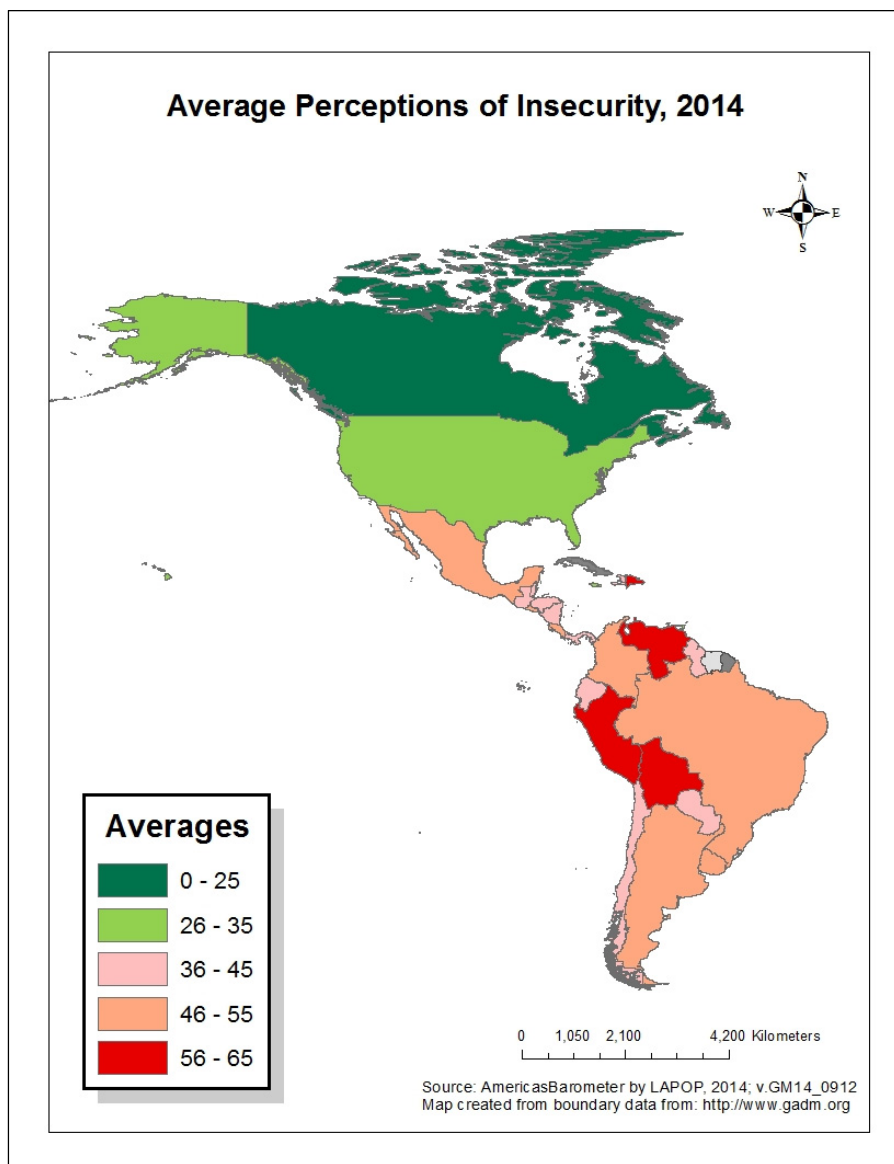 Average Perceptions of Insecurity, 2014
N
W E
S
Averages
0 - 25
26 - 35
36 - 45
46 - 55
56 - 65
0 1,050 2,100 4,200 Kilometers
Source: AmericasBarometer by LAPOP, 2014; v.GM14_0912
Map created from boundary data from: http://www.gadm.org